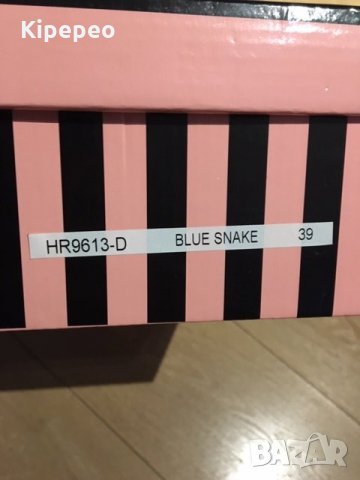 Kipepeo
HR9613-D BLUE SNAKE 39
BAZAR